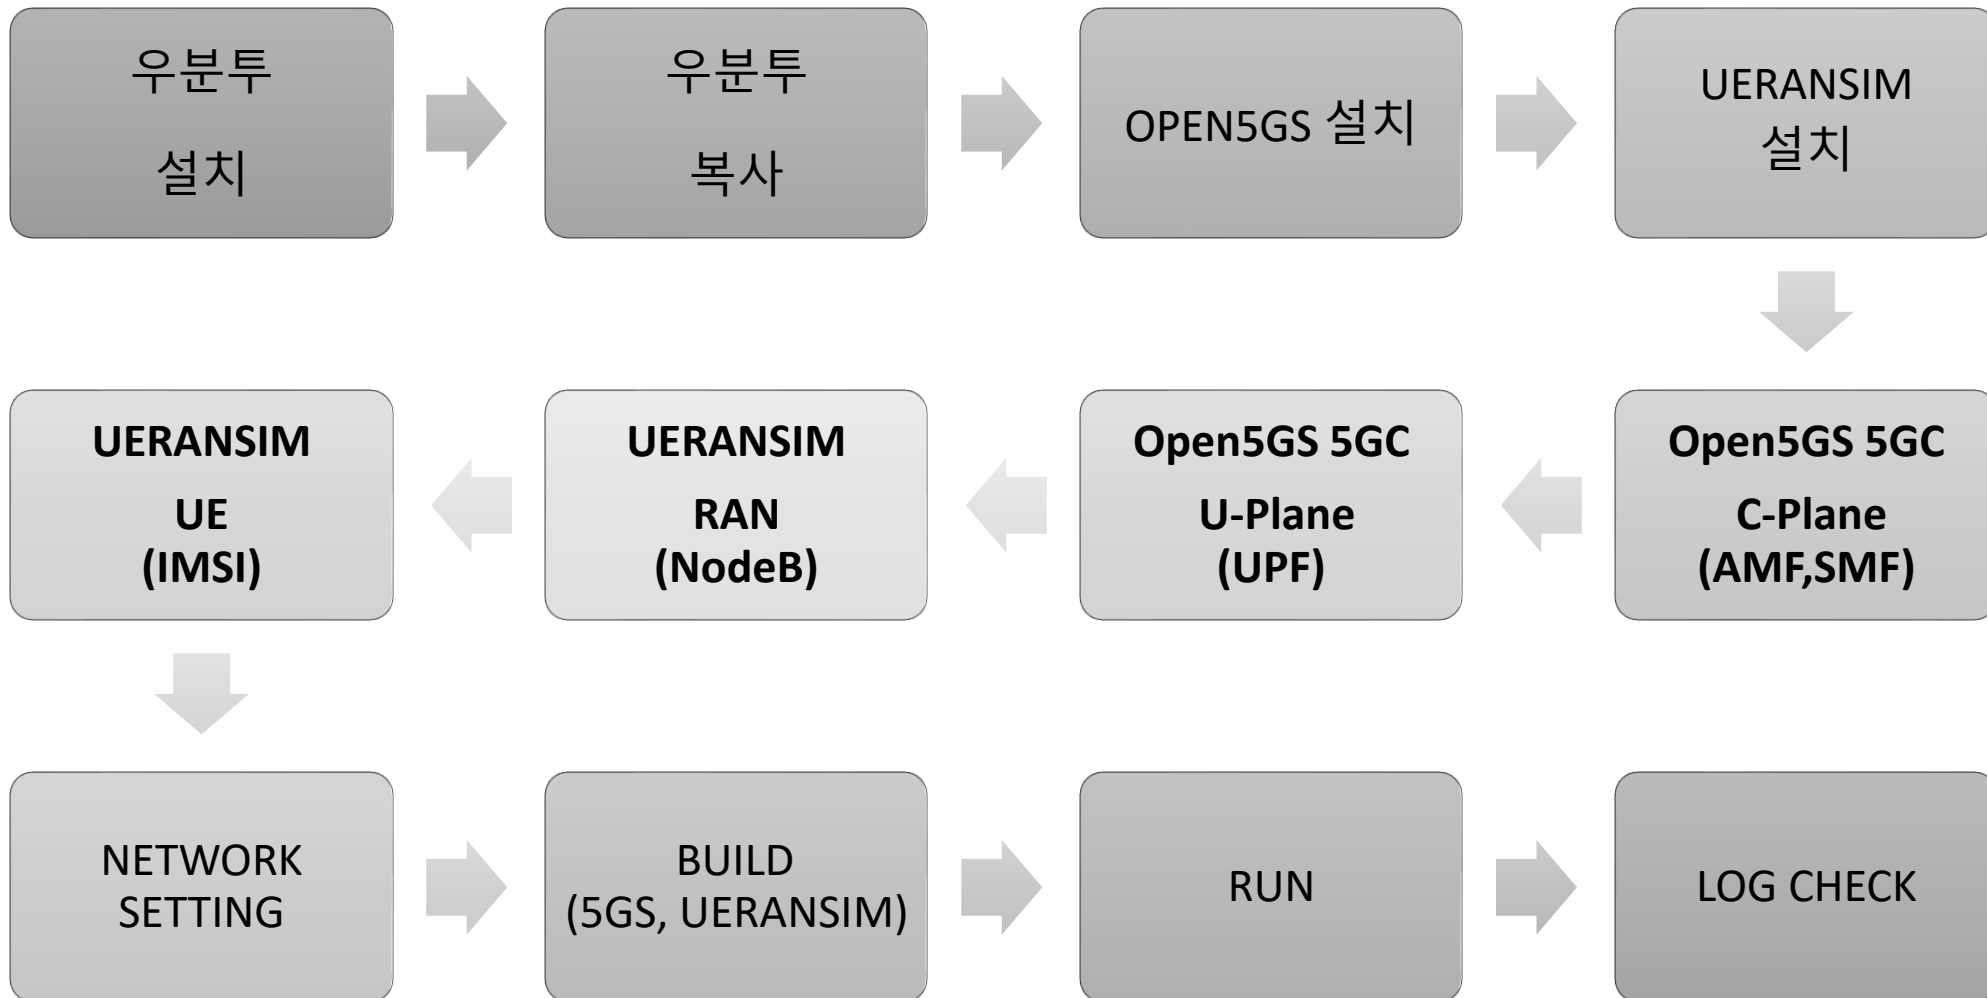 우분투
설치
우분투
복사
OPEN5GS 설치
UERANSIM
설치
Open5GS 5GC
C-Plane
(AMF,SMF)
Open5GS 5GC
U-Plane
(UPF)
UERANSIM
RAN
(NodeB)
UERANSIM
UE
(IMSI)
NETWORK
SETTING
BUILD
(5GS, UERANSIM)
RUN
LOG CHECK